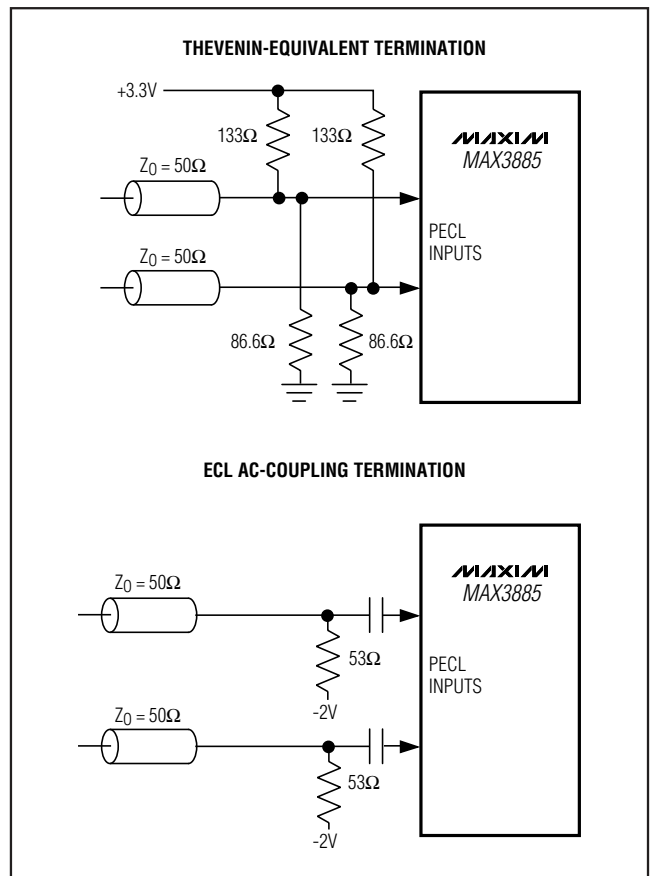 THEVENIN-EQUIVALENT TERMINATION
+3.3V
133Ω 133Ω
MAXIM
MAX3885
Z0 = 50Ω
PECL
INPUTS
Z0 = 50Ω
86.6Ω 86.6Ω
ECL AC-COUPLING TERMINATION
MAXIM
MAX3885
Z0 = 50Ω
53Ω
PECL
INPUTS
-2V
Z0 = 50Ω
53Ω
-2V